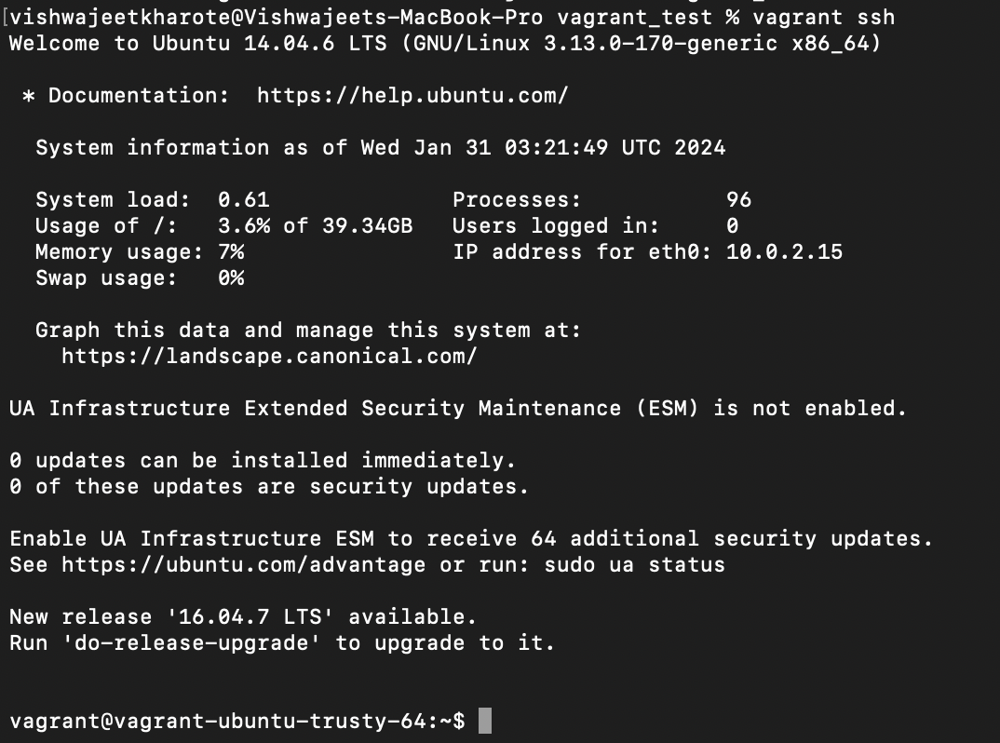 [vishwajeetkharote@Vishwajeets-MacBook-Pro vagrant_test % vagrant ssh
Welcome to Ubuntu 14.04.6 LTS (GNU/Linux 3.13.0-170-generic x86_64)
* Documentation:  https://help.ubuntu.com/
System information as of Wed Jan 31 03:21:49 UTC 2024
System load:  0.61              Processes:           96
Usage of /:   3.6% of 39.34GB   Users logged in:     0
Memory usage: 7%                IP address for eth0: 10.0.2.15
Swap usage:   0%
Graph this data and manage this system at:
https://landscape.canonical.com/
UA Infrastructure Extended Security Maintenance (ESM) is not enabled.
0 updates can be installed immediately.
0 of these updates are security updates.
Enable UA Infrastructure ESM to receive 64 additional security updates.
See https://ubuntu.com/advantage or run: sudo ua status
New release '16.04.7 LTS' available.
Run 'do-release-upgrade' to upgrade to it.
vagrant@vagrant-ubuntu-trusty-64:~$